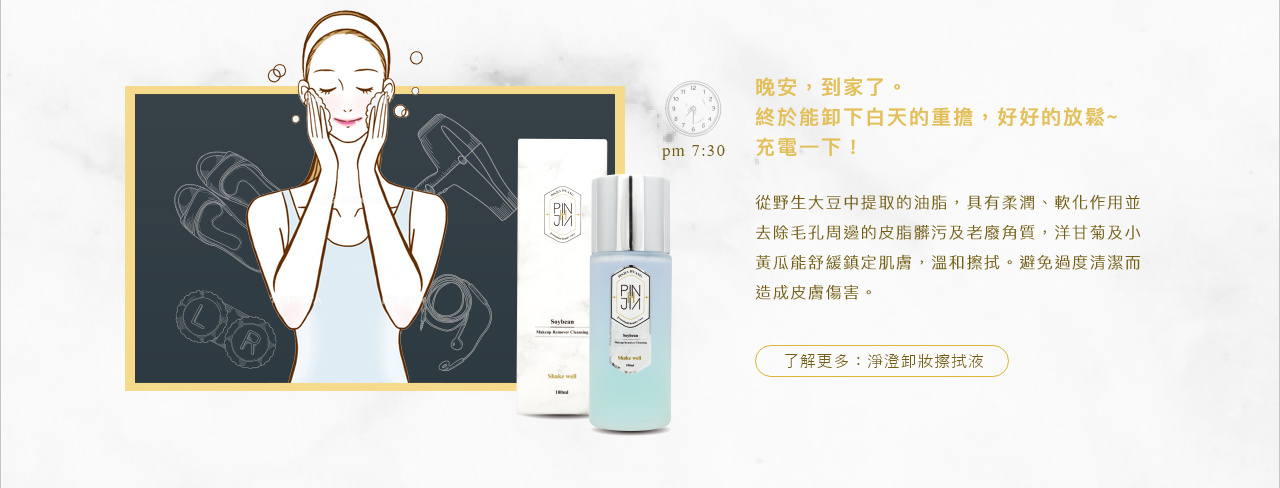 晚安，到家了。
終於能卸下白天的重擔，好好的放鬆~
充電一下！
pm 7:30
從野生大豆中提取的油脂，具有柔潤、軟化作用並
去除毛孔周邊的皮脂髒污及老廢角質，洋甘菊及小
黃瓜能舒緩鎮定肌膚，溫和擦拭。避免過度清潔而
造成皮膚傷害。
了解更多：淨澄卸妝擦拭液
L
R
PIN
JIN
Soybean
Makeup Remover Cleansing
Shake well
100ml
PIN
JIN
Soybean
Makeup Remover Cleansing
Shake well
100ml